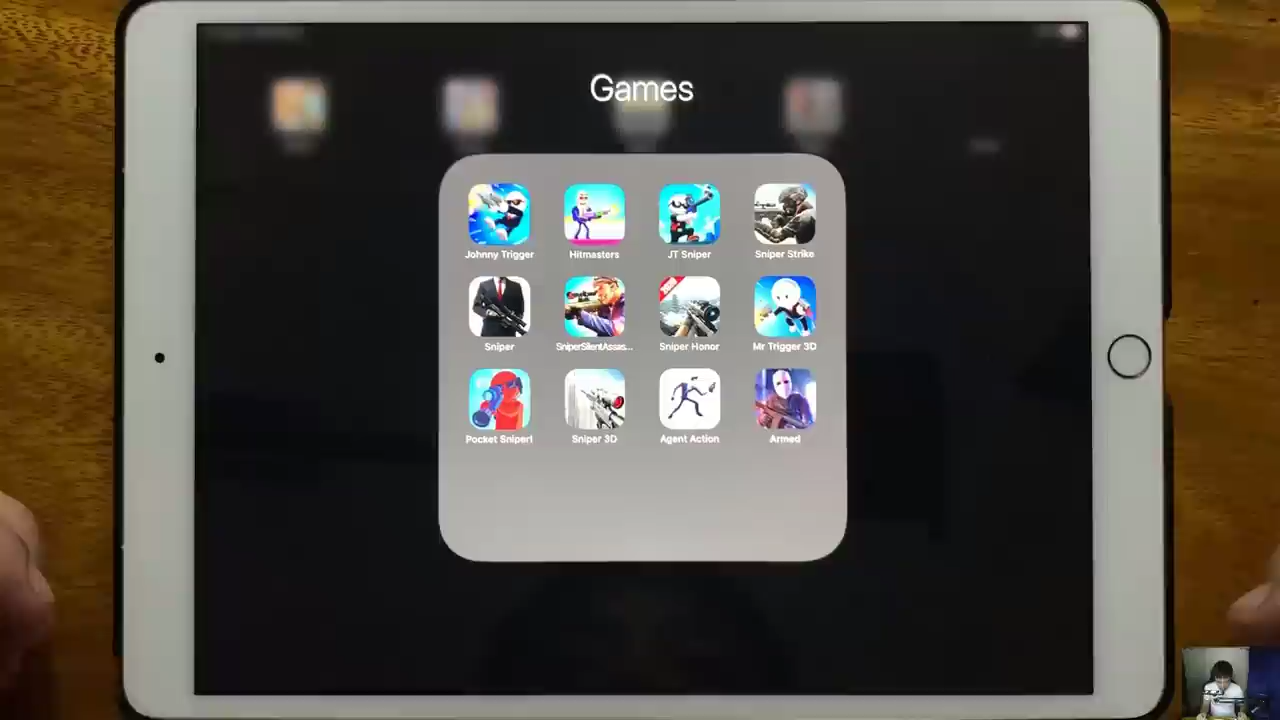 Games
Johnny Trigger
Hitmasters
JT Sniper
Sniper Strike
Sniper
SniperSilentAssas...
Sniper Honor
Mr Trigger 3D
Pocket Sniper!
Sniper 3D
Agent Action
Armed